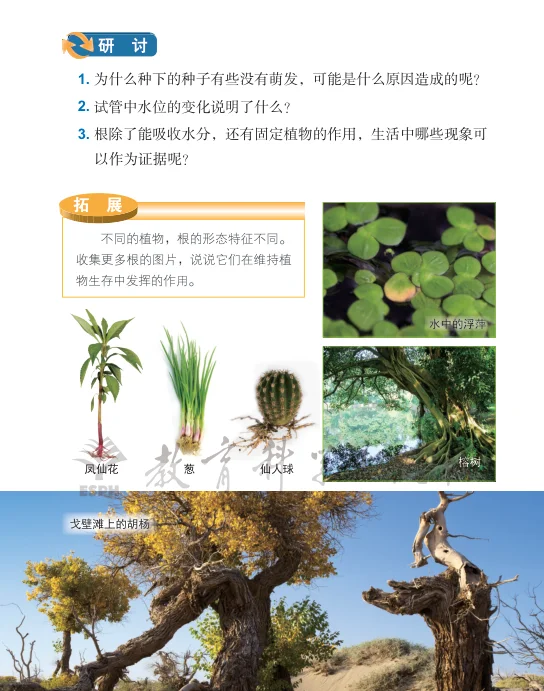 研 讨
1. 为什么种下的种子有些没有萌发，可能是什么原因造成的呢？
2. 试管中水位的变化说明了什么？
3. 根除了能吸收水分，还有固定植物的作用，生活中哪些现象可
以作为证据呢？
拓 展
不同的植物，根的形态特征不同。
收集更多根的图片，说说它们在维持植
物生存中发挥的作用。
水中的浮萍
凤仙花
葱
仙人球
榕树
教育科学
ESPH
戈壁滩上的胡杨